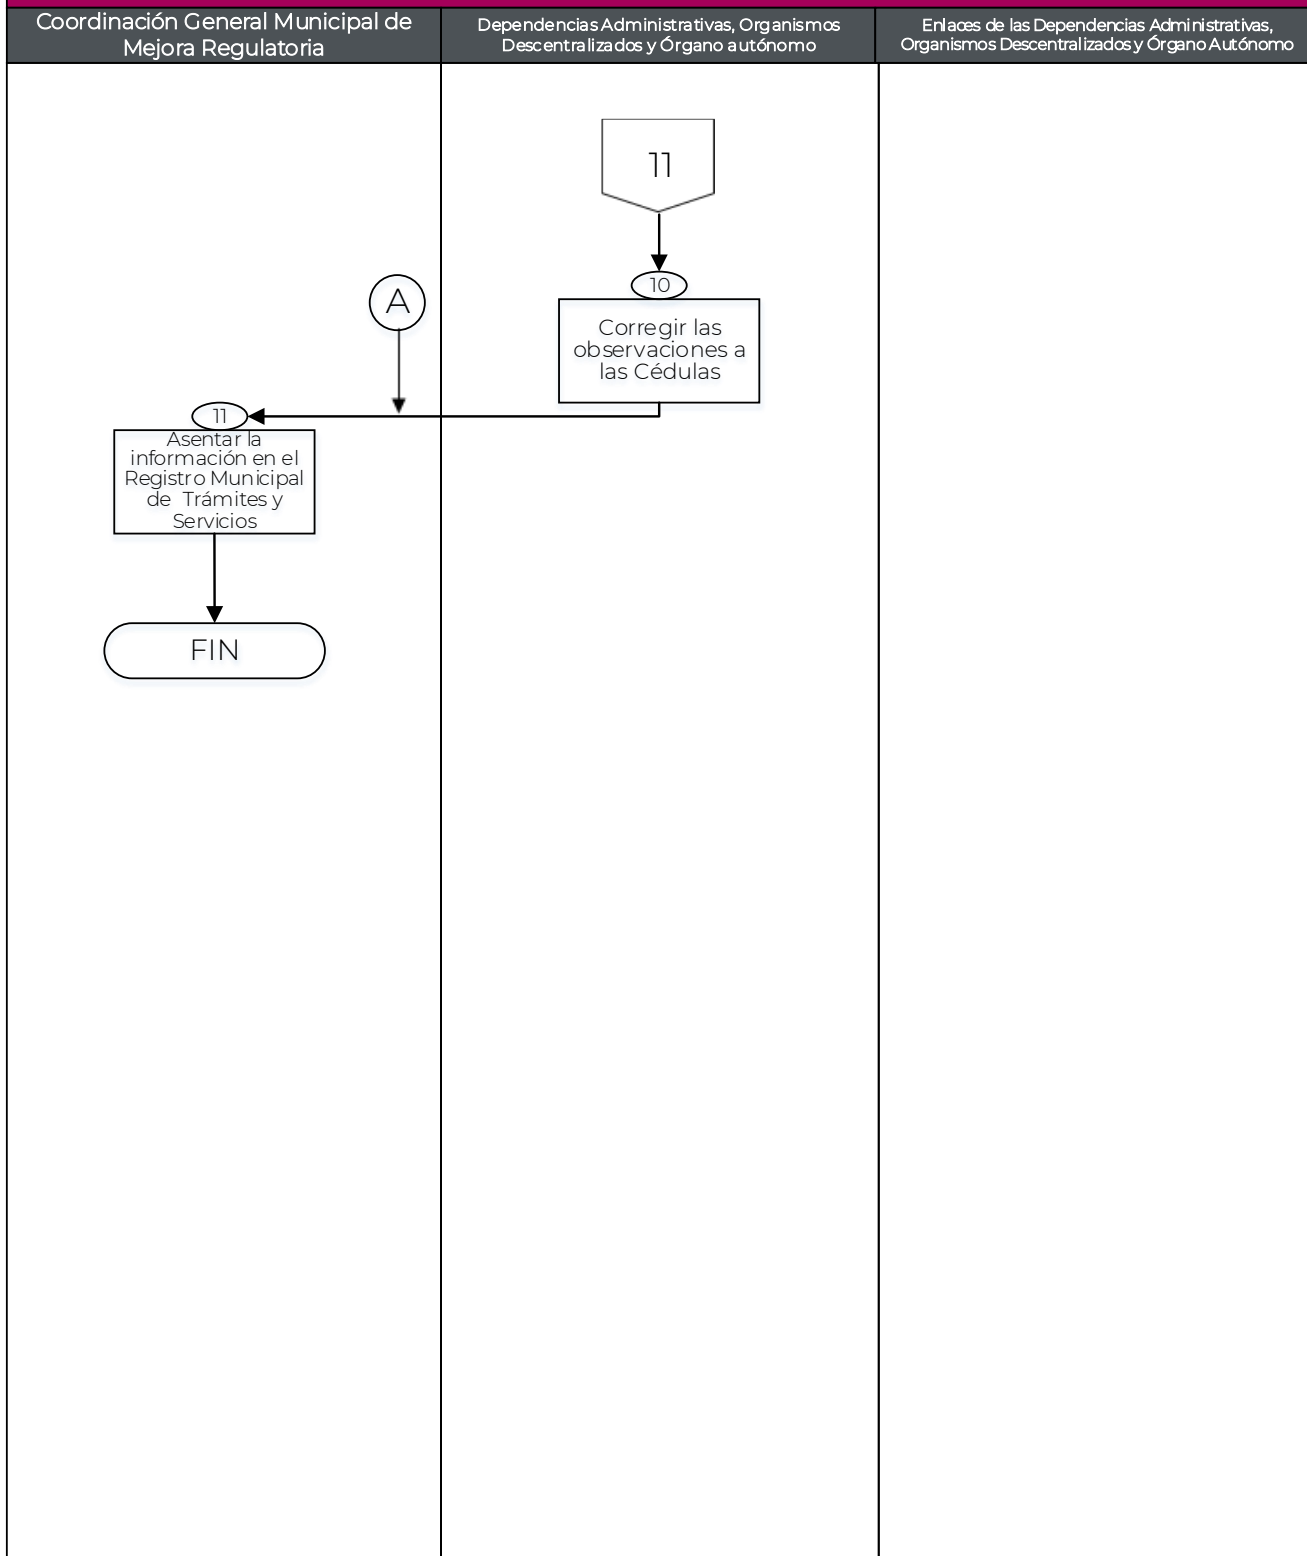 Coordinación General Municipal de
Mejora Regulatoria
Dependencias Administrativas, Organismos
Descentralizados y Órgano autónomo
Enlaces de las Dependencias Administrativas,
Organismos Descentralizados y Órgano Autónomo
11
10
Corregir las
observaciones a
las Cédulas
A
11
Asentar la
información en el
Registro Municipal
de Trámites y
Servicios
FIN